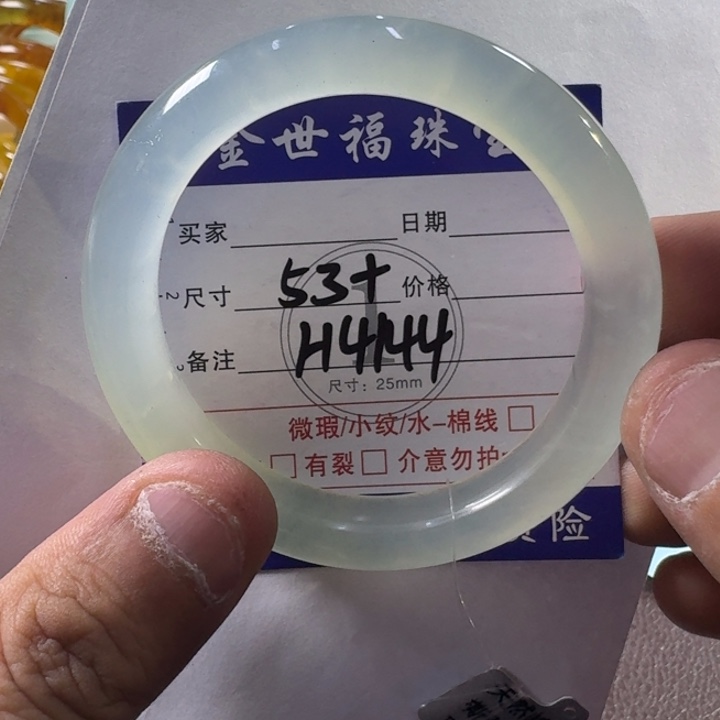 金世福珠宝
买家 日期
尺寸 53+ 价格
备注 H4144
1
尺寸：25mm
微瑕/小纹/水-棉线 □
□ 有裂 □ 介意勿拍
险